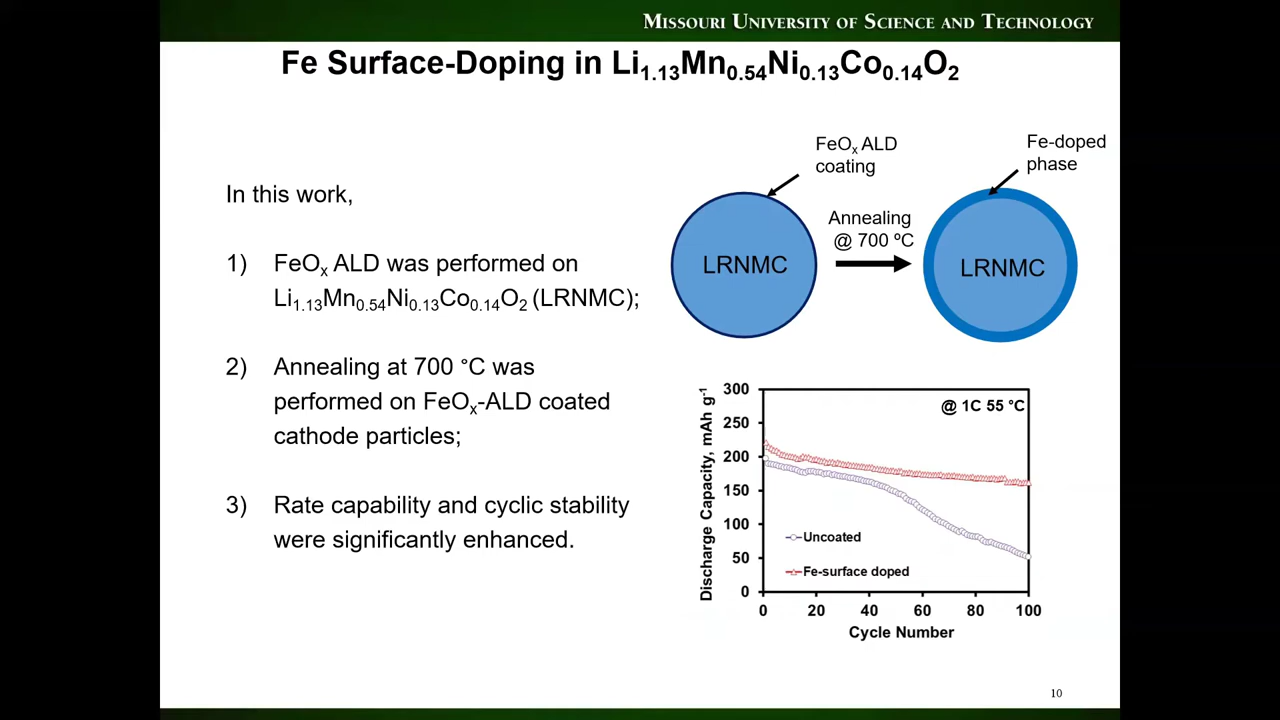 MISSOURI UNIVERSITY OF SCIENCE AND TECHNOLOGY
Fe Surface-Doping in Li1.13Mn0.54Ni0.13Co0.14O2
In this work,
1) FeOx ALD was performed on
Li1.13Mn0.54Ni0.13Co0.14O2 (LRNMC);
2) Annealing at 700 °C was
performed on FeOx-ALD coated
cathode particles;
3) Rate capability and cyclic stability
were significantly enhanced.
FeOx ALD
coating
LRNMC
Annealing
@ 700 ºC
Fe-doped
phase
LRNMC
Discharge Capacity, mAh g-1
300
250
200
150
100
50
0
@ 1C 55 °C
Uncoated
Fe-surface doped
0 20 40 60 80 100
Cycle Number
10